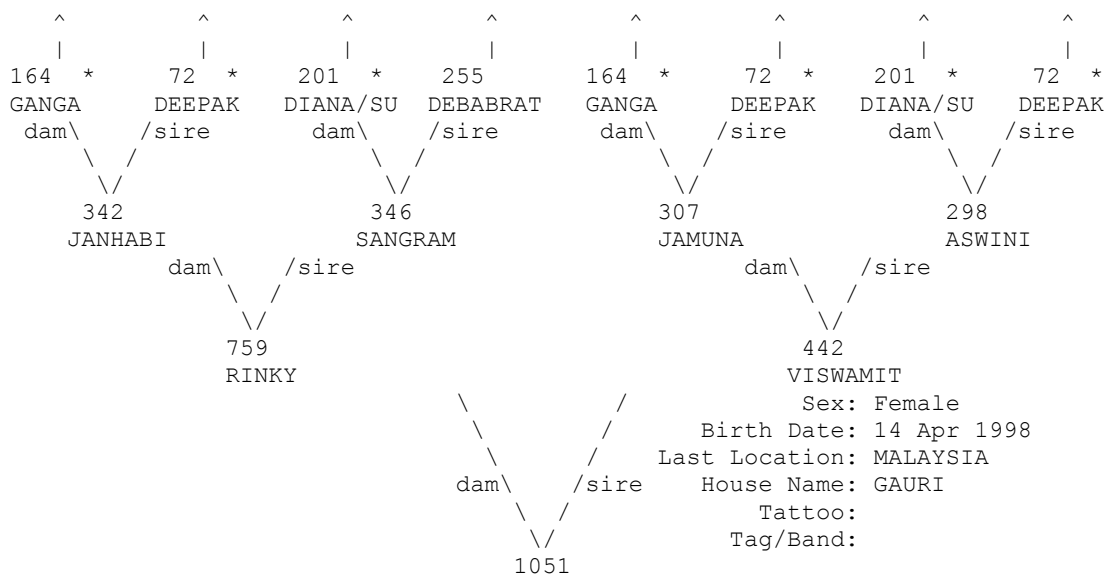 ^ ^ ^ ^ ^ ^ ^ ^
| | | | | | | |
164 * 72 * 201 * 255 164 * 72 * 201 * 72 *
GANGA DEEPAK DIANA/SU DEBABRAT GANGA DEEPAK DIANA/SU DEEPAK
dam\ /sire dam\ /sire dam\ /sire dam\ /sire
\ / \ / \ / \ /
\/ \/ \/ \/
342 346 307 298
JANHABI SANGRAM JAMUNA ASWINI
dam\ /sire dam\ /sire
\ / \ /
\/ \/
759 442
RINKY VISWAMIT
\ / Sex: Female
\ / Birth Date: 14 Apr 1998
\ / Last Location: MALAYSIA
dam\ /sire House Name: GAURI
\ / Tattoo:
\/ Tag/Band:
1051